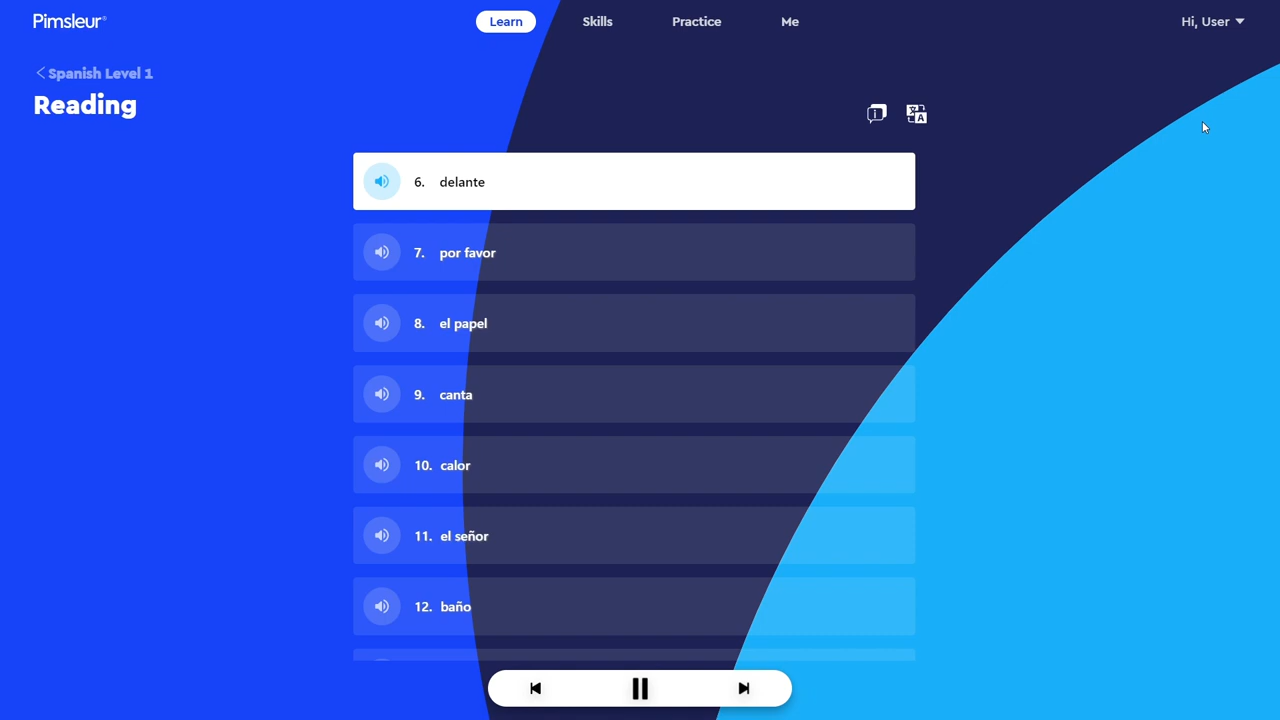 Pimsleur®
Learn
Skills
Practice
Me
Hi, User
Spanish Level 1
Reading
6. delante
7. por favor
8. el papel
9. canta
10. calor
11. el señor
12. baño